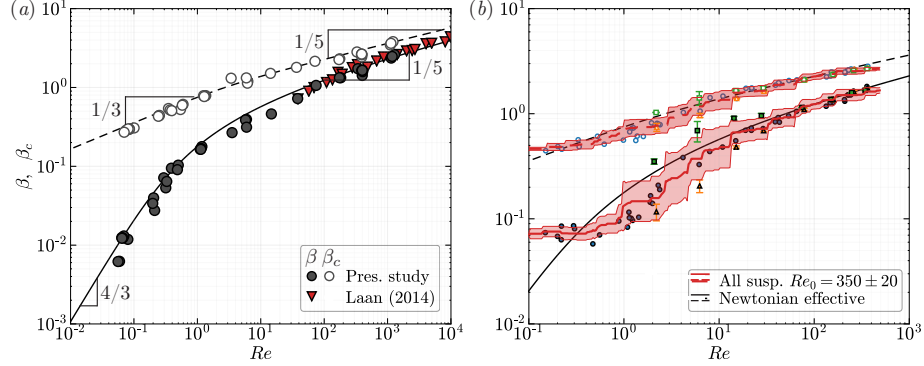 (a)
10^1
10^0
10^-1
10^-2
10^-3
β, β_c
1/5
1/5
1/3
4/3
β β_c
Pres. study
Laan (2014)
10^-2 10^-1 10^0 10^1 10^2 10^3 10^4
Re
(b)
10^1
10^0
10^-1
10^-2
All susp. Re_0 = 350 ± 20
Newtonian effective
10^-1 10^0 10^1 10^2 10^3
Re